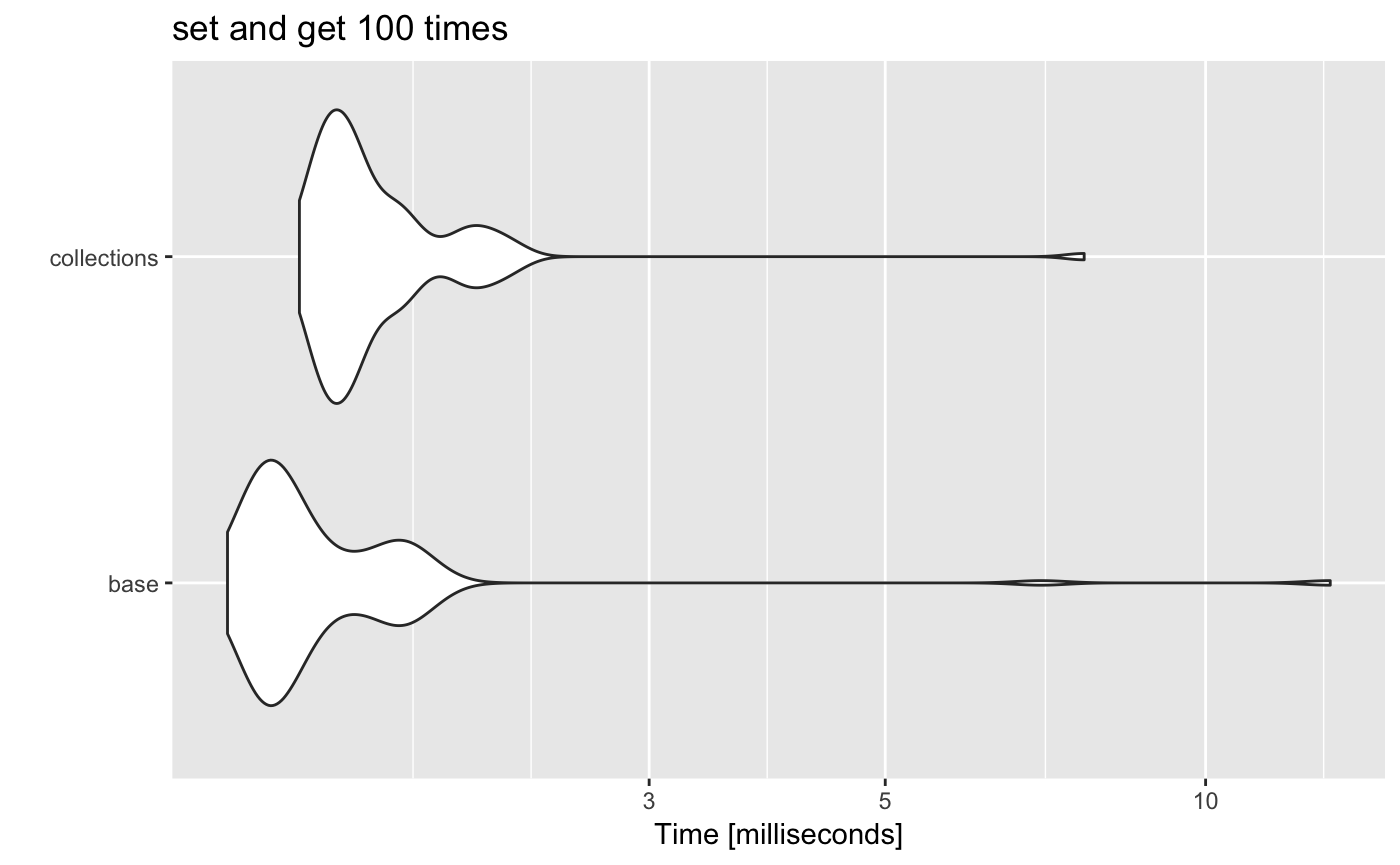 set and get 100 times
collections
base
3 5 10
Time [milliseconds]